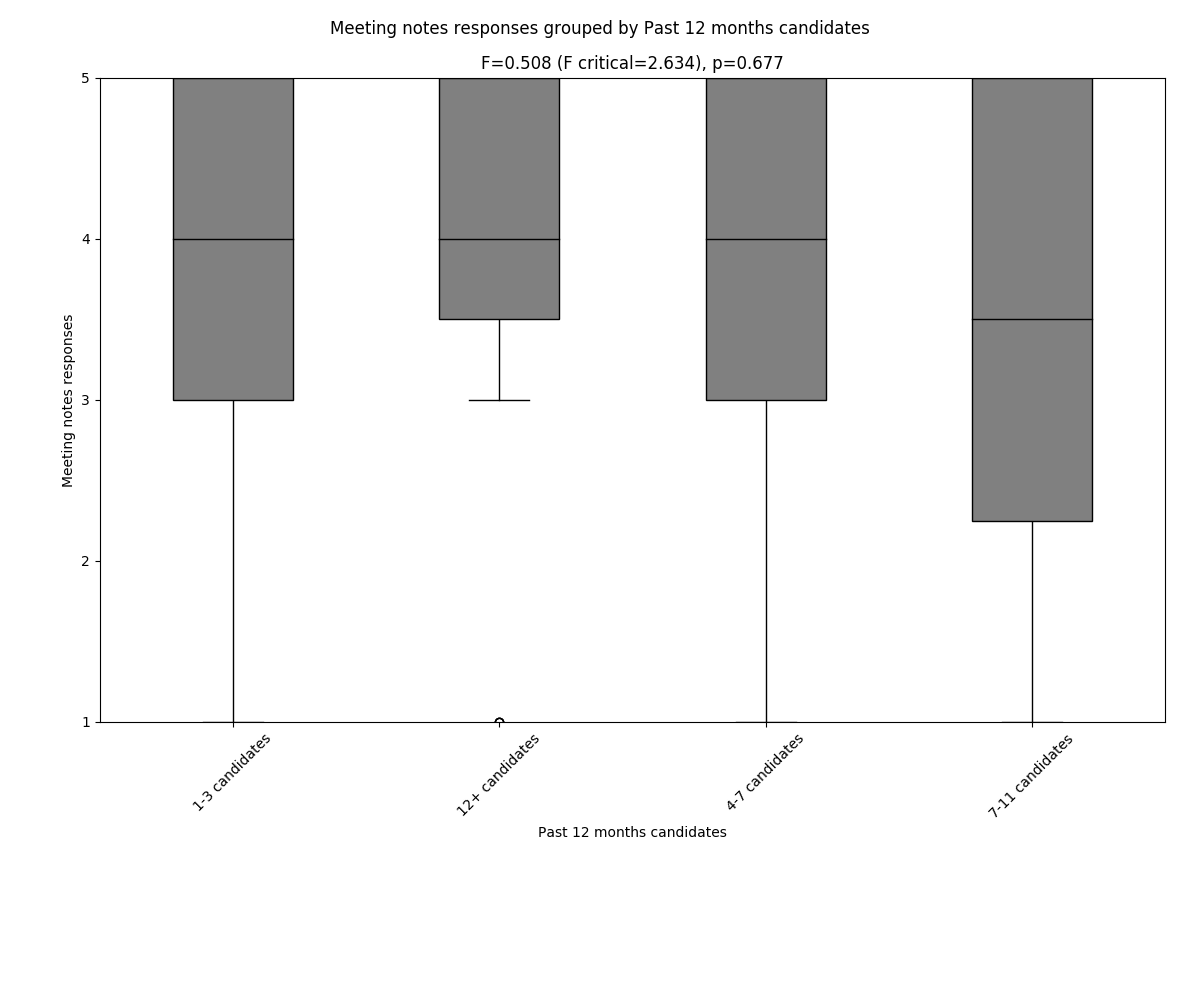 Meeting notes responses grouped by Past 12 months candidates
F=0.508 (F critical=2.634), p=0.677
Meeting notes responses
5
4
3
2
1
1-3 candidates
12+ candidates
4-7 candidates
7-11 candidates
Past 12 months candidates